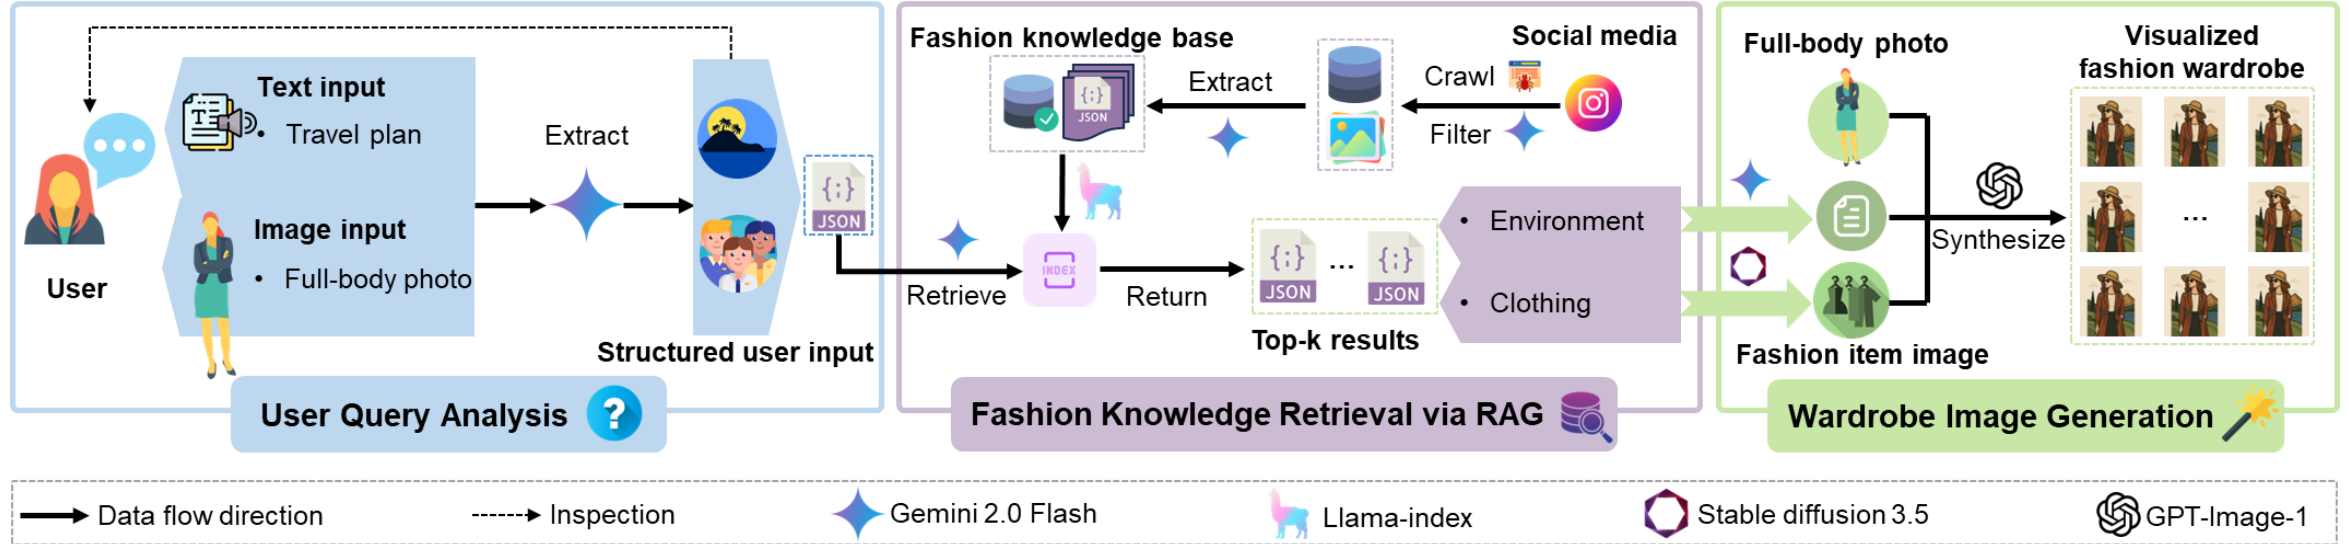 Text input
• Travel plan
Image input
• Full-body photo
User
Extract
JSON
Structured user input
User Query Analysis
?
Fashion knowledge base
JSON
Extract
Crawl
Filter
Social media
Retrieve
INDEX
Return
JSON
...
JSON
Top-k results
• Environment
• Clothing
Fashion Knowledge Retrieval via RAG
Full-body photo
Fashion item image
Synthesize
Visualized
fashion wardrobe
...
Wardrobe Image Generation
Data flow direction
Inspection
Gemini 2.0 Flash
Llama-index
Stable diffusion 3.5
GPT-Image-1